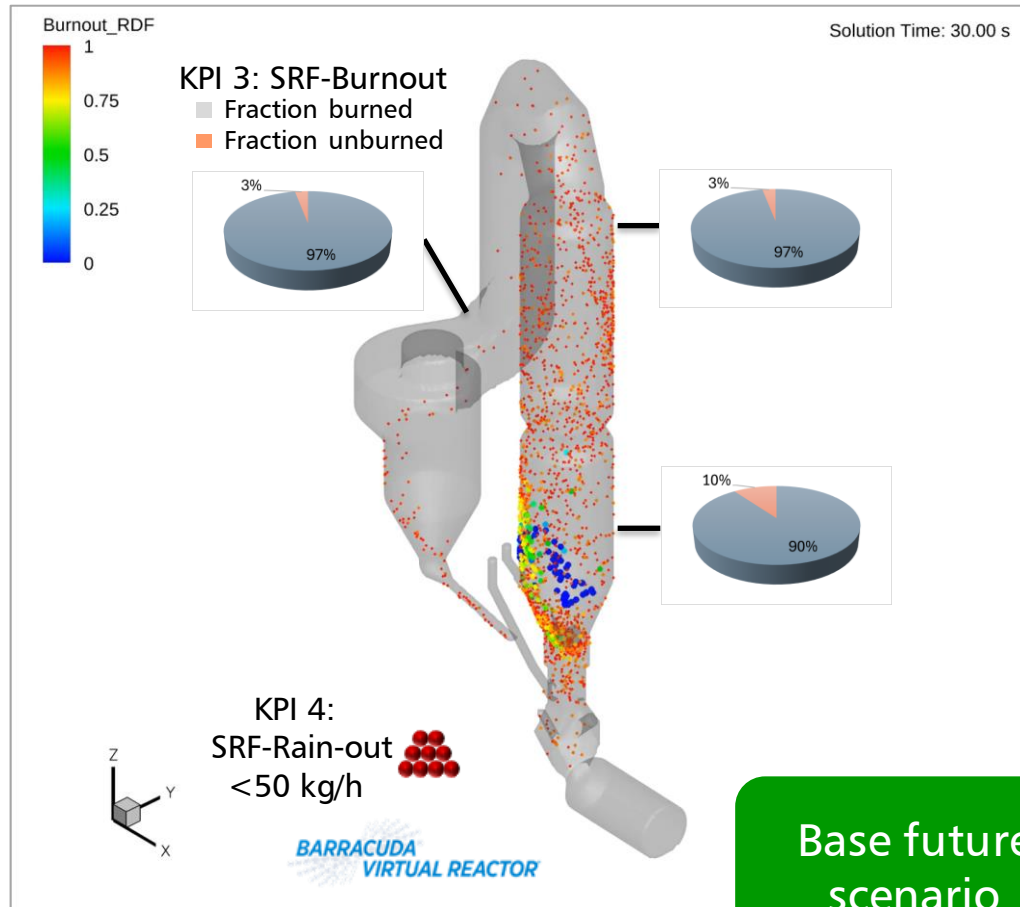 Burnout_RDF
1
0.75
0.5
0.25
0
Solution Time: 30.00 s
KPI 3: SRF-Burnout
Fraction burned
Fraction unburned
3%
97%
3%
97%
10%
90%
KPI 4:
SRF-Rain-out
<50 kg/h
Z
Y
X
BARRACUDA
VIRTUAL REACTOR
Base future
scenario